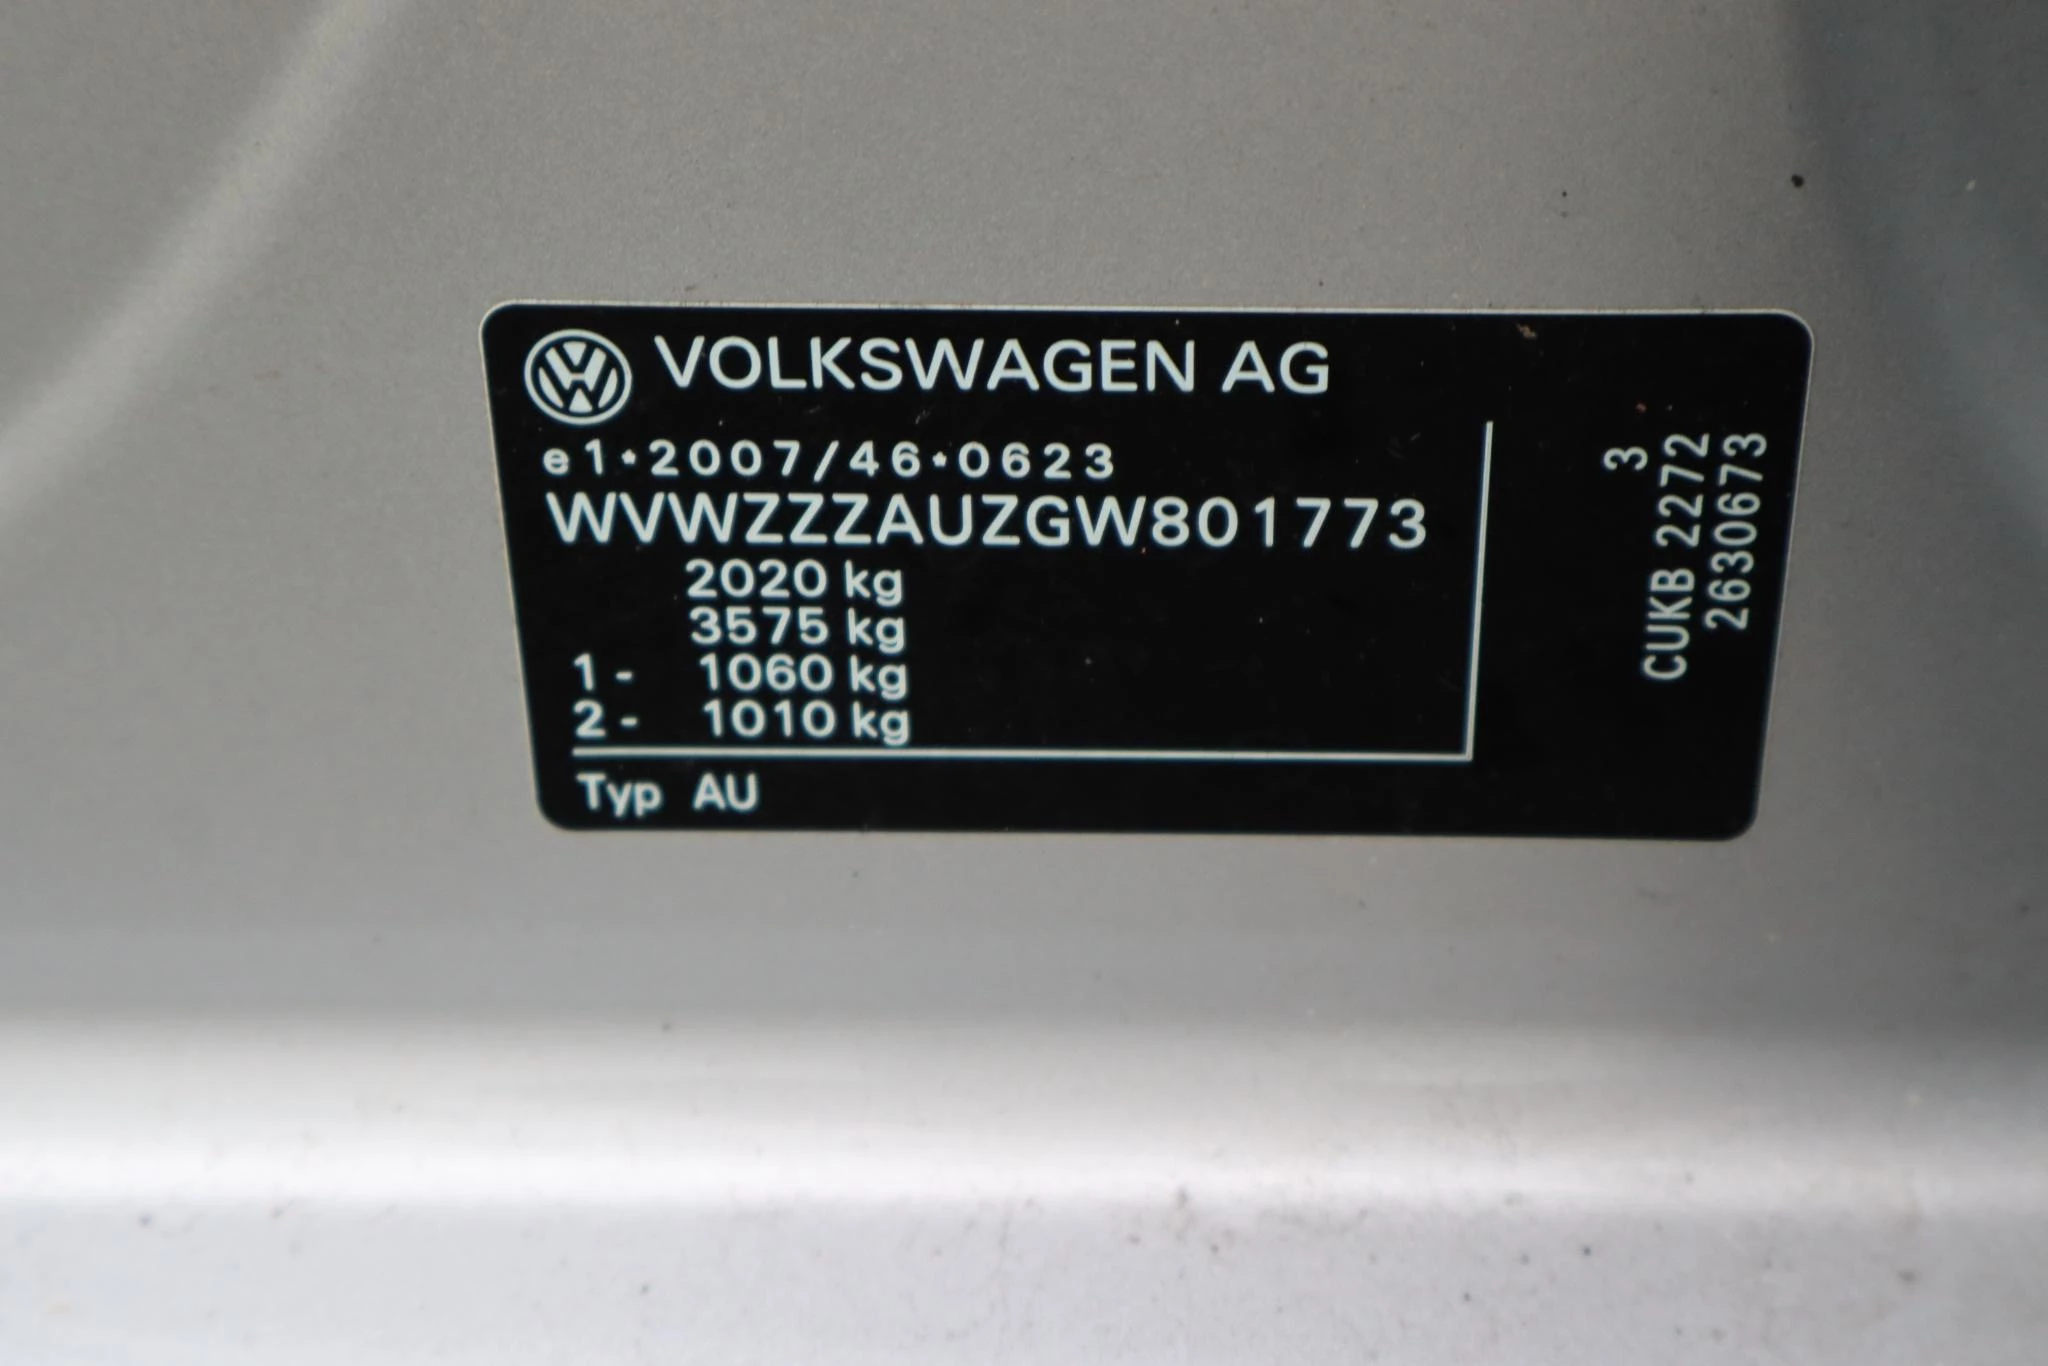 VOLKSWAGEN AG
e1*2007/46*0623
WVWZZZAUZGW801773
2020 kg
3575 kg
1- 1060 kg
2- 1010 kg
Typ AU
3
CUKB 2272
2630673